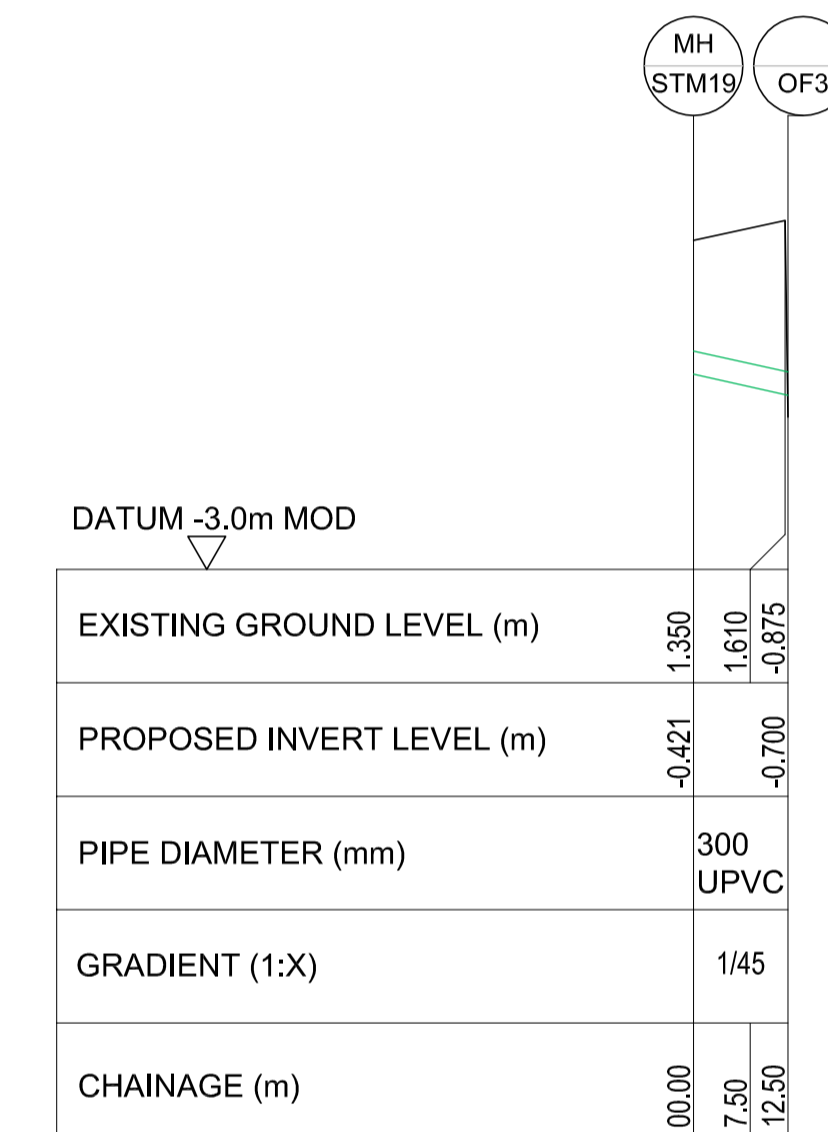 MH
STM19
OF3
DATUM -3.0m MOD
EXISTING GROUND LEVEL (m)
1.350
1.610
-0.875
PROPOSED INVERT LEVEL (m)
-0.421
-0.700
PIPE DIAMETER (mm)
300
UPVC
GRADIENT (1:X)
1/45
CHAINAGE (m)
00.00
7.50
12.50